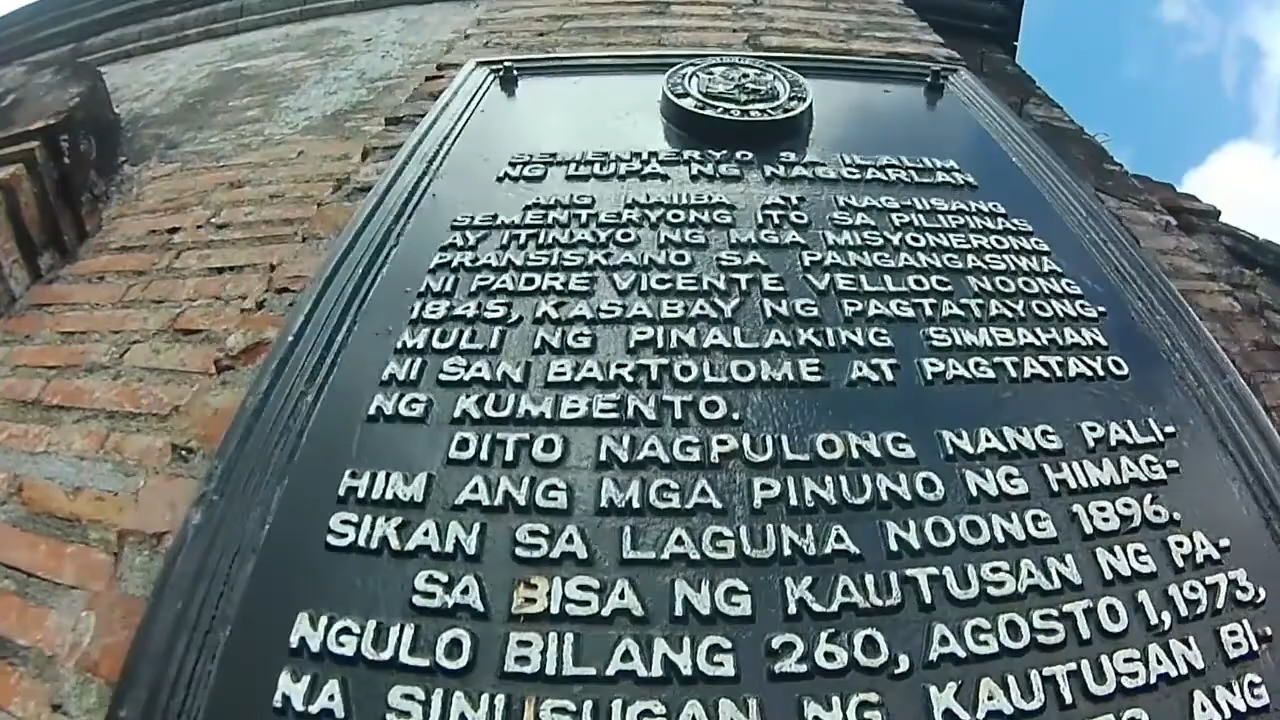 1981
SEMENTERYO SA ILALIM
NG LUPA NG NAGCARLAN
ANG NAIIBA AT NAG-IISANG
SEMENTERYONG ITO SA PILIPINAS
AY ITINAYO NG MGA MISYONERONG
PRANSISKANO SA PANGANGASIWA
NI PADRE VICENTE VELLOC NOONG
1845, KASABAY NG PAGTATAYONG-
MULI NG PINALAKING SIMBAHAN
NI SAN BARTOLOME AT PAGTATAYO
NG KUMBENTO.
DITO NAGPULONG NANG PALI-
HIM ANG MGA PINUNO NG HIMAG-
SIKAN SA LAGUNA NOONG 1896.
SA BISA NG KAUTUSAN NG PA-
NGULO BILANG 260, AGOSTO 1,1973,
NA SINUSUGAN NG KAUTUSAN BI-
ANG